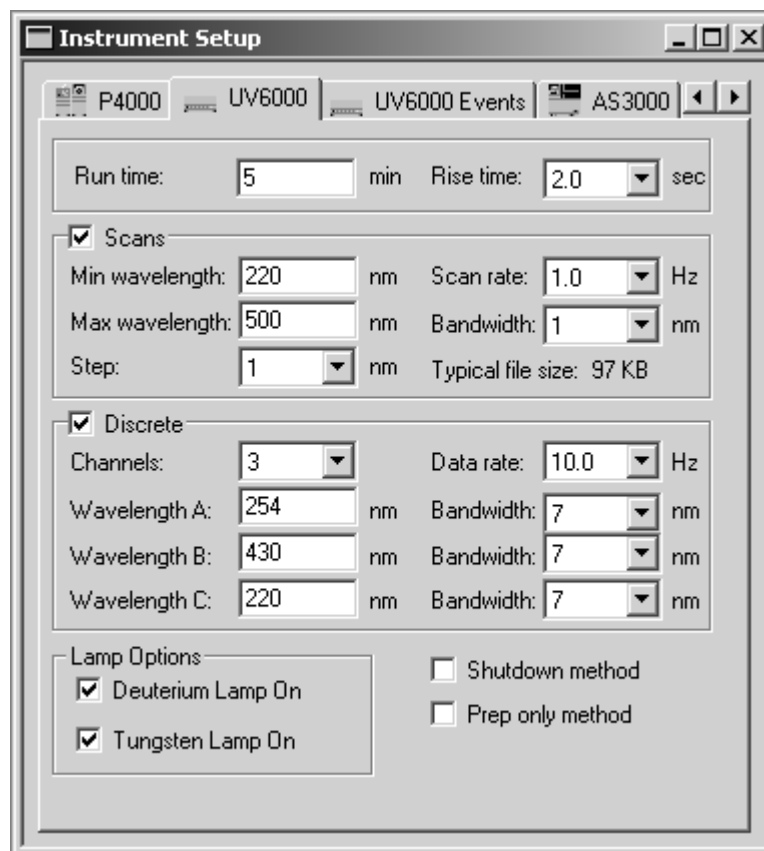 Instrument Setup
P4000 UV6000 UV6000 Events AS3000
Run time: 5 min Rise time: 2.0 sec
Scans
Min wavelength: 220 nm Scan rate: 1.0 Hz
Max wavelength: 500 nm Bandwidth: 1 nm
Step: 1 nm Typical file size: 97 KB
Discrete
Channels: 3 Data rate: 10.0 Hz
Wavelength A: 254 nm Bandwidth: 7 nm
Wavelength B: 430 nm Bandwidth: 7 nm
Wavelength C: 220 nm Bandwidth: 7 nm
Lamp Options
Deuterium Lamp On
Tungsten Lamp On
Shutdown method
Prep only method